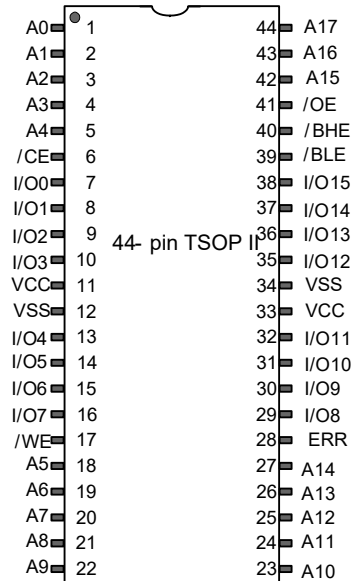 A0 1 44 A17
A1 2 43 A16
A2 3 42 A15
A3 4 41 /OE
A4 5 40 /BHE
/CE 6 39 /BLE
I/O0 7 38 I/O15
I/O1 8 37 I/O14
I/O2 9 36 I/O13
44- pin TSOP II
I/O3 10 35 I/O12
VCC 11 34 VSS
VSS 12 33 VCC
I/O4 13 32 I/O11
I/O5 14 31 I/O10
I/O6 15 30 I/O9
I/O7 16 29 I/O8
/WE 17 28 ERR
A5 18 27 A14
A6 19 26 A13
A7 20 25 A12
A8 21 24 A11
A9 22 23 A10